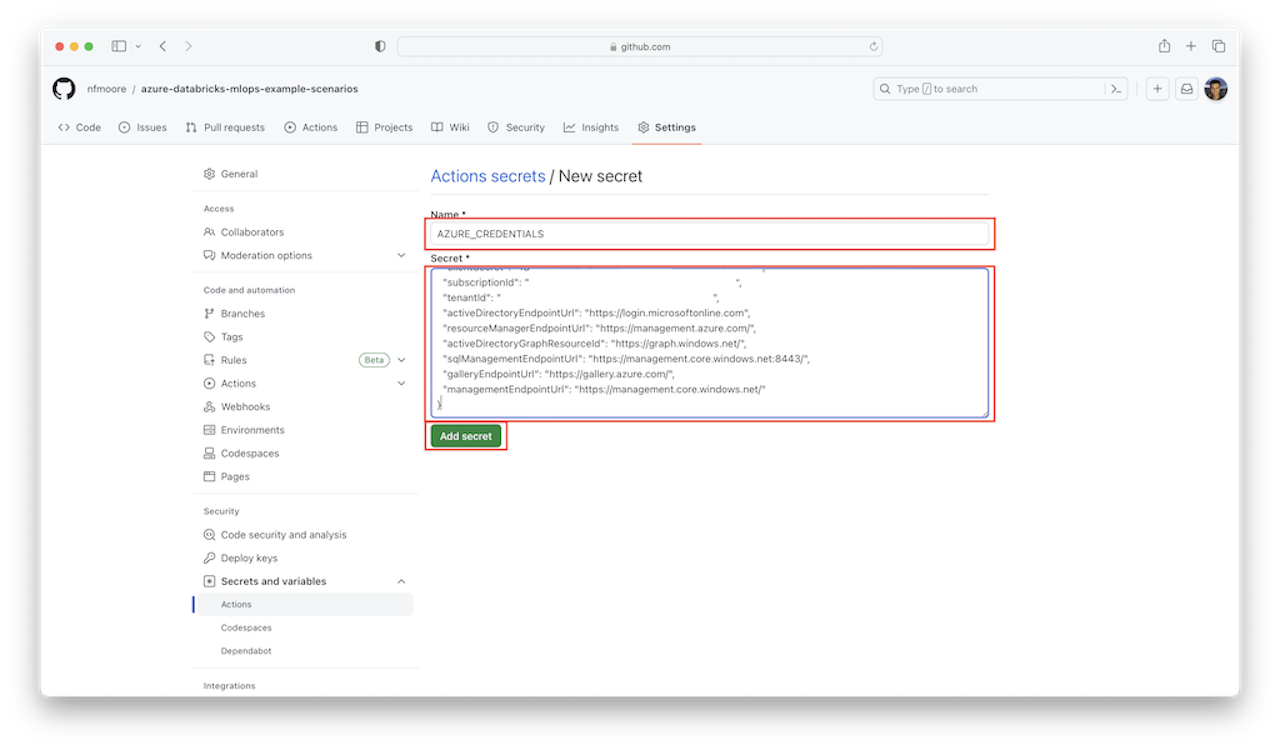 github.com
nfmoore / azure-databricks-mlops-example-scenarios
Type / to search
Code Issues Pull requests Actions Projects Wiki Security Insights Settings
General
Access
Collaborators
Moderation options
Code and automation
Branches
Tags
Rules Beta
Actions
Webhooks
Environments
Codespaces
Pages
Security
Code security and analysis
Deploy keys
Secrets and variables
Actions
Codespaces
Dependabot
Integrations
Actions secrets / New secret
Name *
AZURE_CREDENTIALS
Secret *
"subscriptionId": " ",
"tenantId": " ",
"activeDirectoryEndpointUrl": "https://login.microsoftonline.com",
"resourceManagerEndpointUrl": "https://management.azure.com/",
"activeDirectoryGraphResourceId": "https://graph.windows.net/",
"sqlManagementEndpointUrl": "https://management.core.windows.net:8443/",
"galleryEndpointUrl": "https://gallery.azure.com/",
"managementEndpointUrl": "https://management.core.windows.net/"
}
Add secret